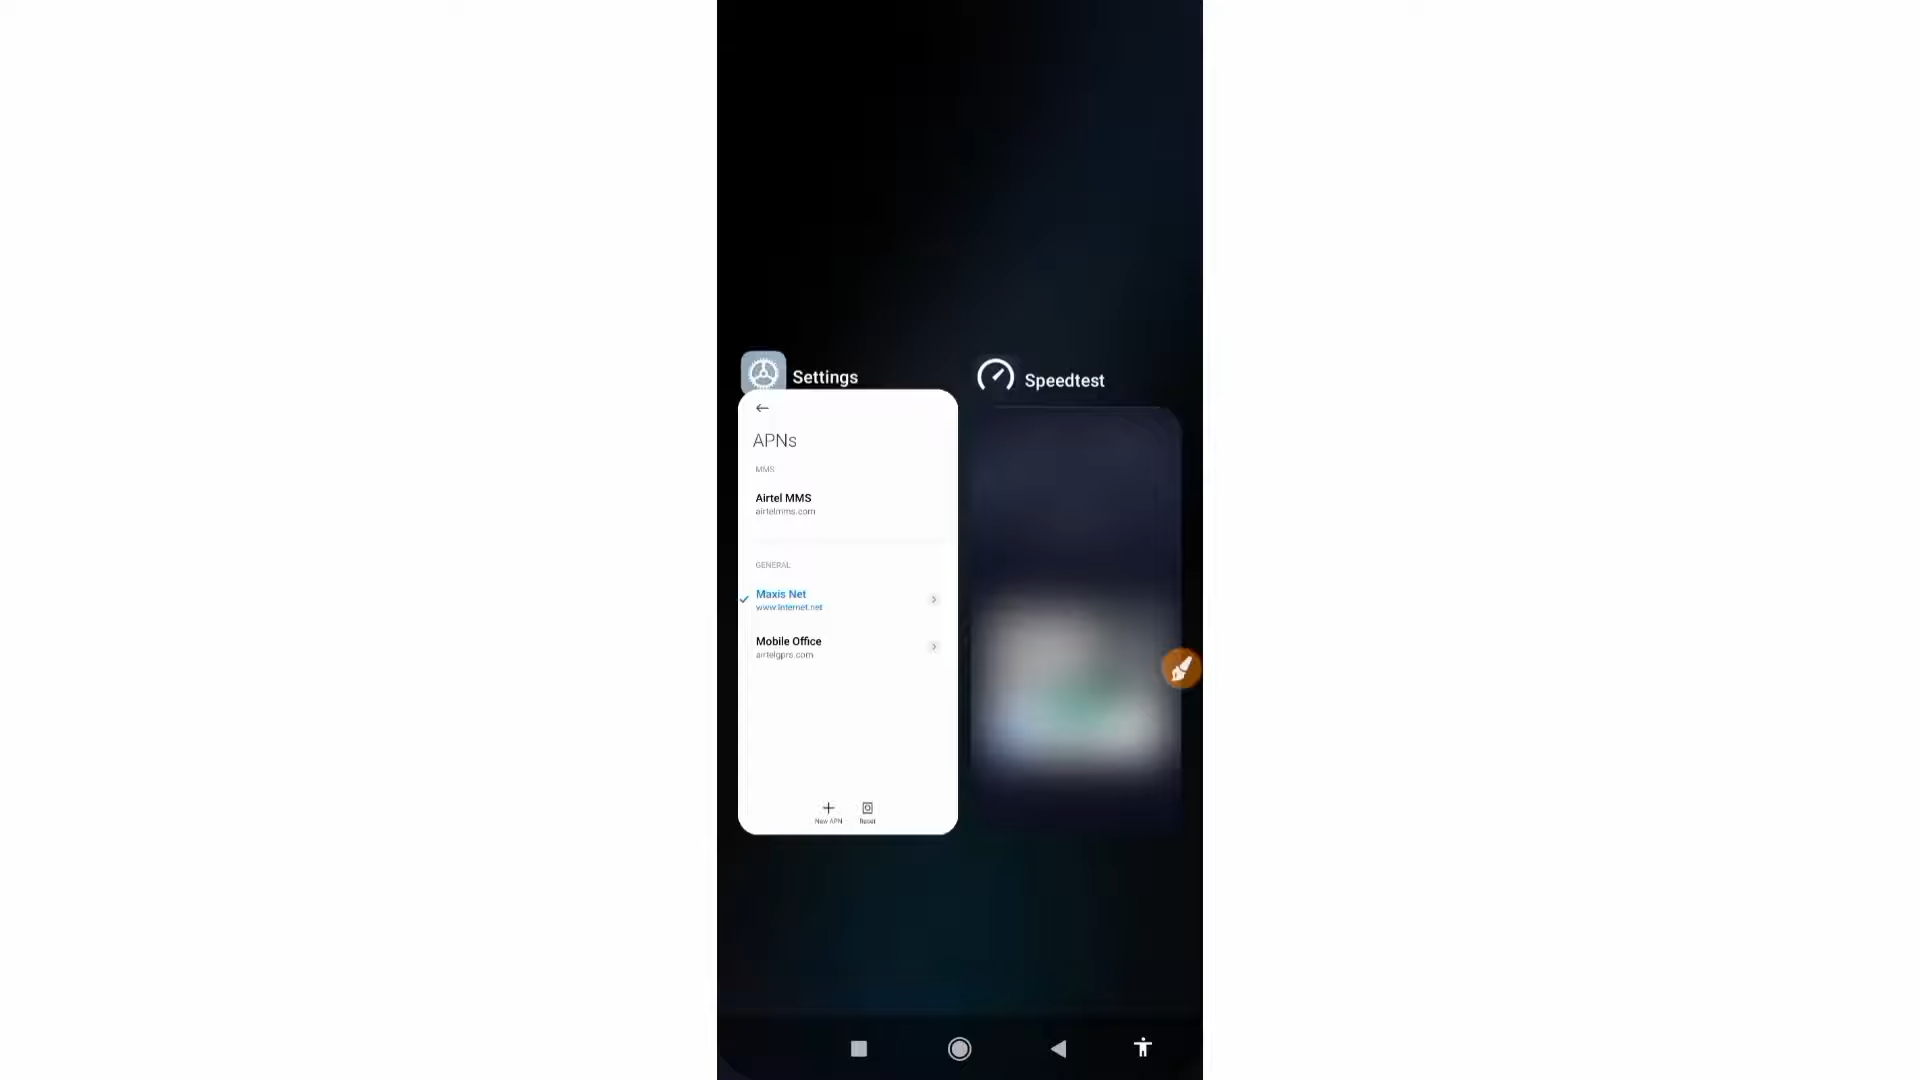 Settings
Speedtest
APNs
MMS
Airtel MMS
airtelmms.com
GENERAL
Maxis Net
www.internet.net
Mobile Office
airtelgprs.com
New APN
Reset